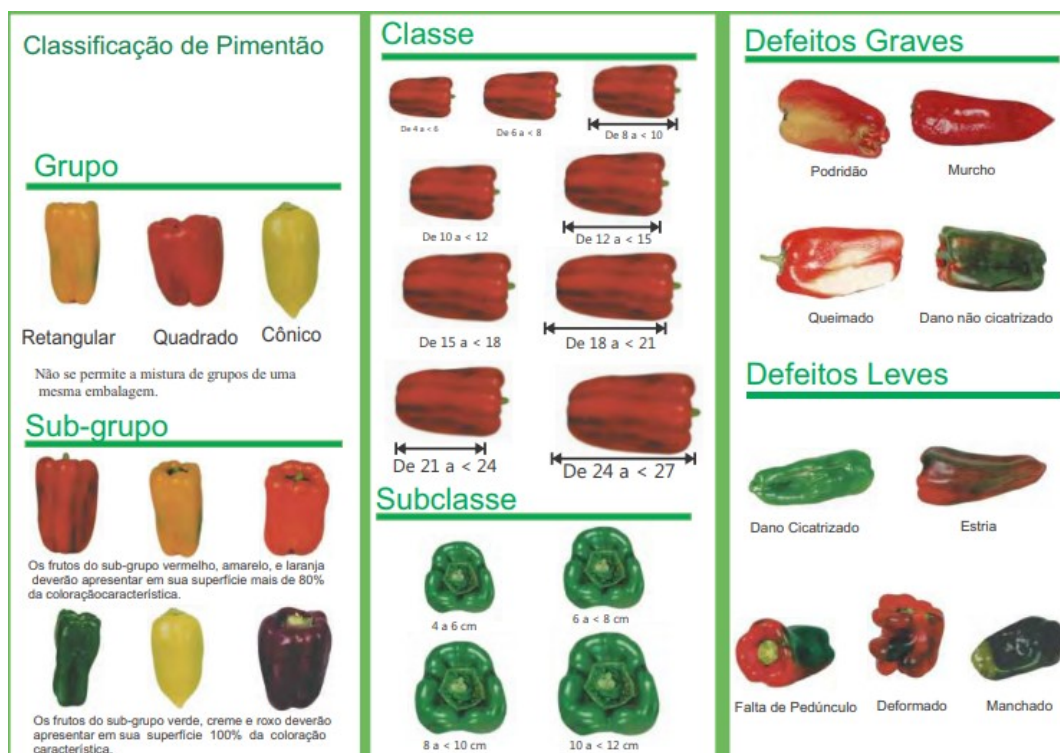 Classificação de Pimentão
Grupo
Retangular
Quadrado
Cônico
Não se permite a mistura de grupos de uma
mesma embalagem.
Sub-grupo
Os frutos do sub-grupo vermelho, amarelo, e laranja
deverão apresentar em sua superfície mais de 80%
da coloraçãocaracterística.
Os frutos do sub-grupo verde, creme e roxo deverão
apresentar em sua superfície 100% da coloração
característica.
Classe
De 4 a < 6
De 6 a < 8
De 8 a < 10
De 10 a < 12
De 12 a < 15
De 15 a < 18
De 18 a < 21
De 21 a < 24
De 24 a < 27
Subclasse
4 a 6 cm
6 a < 8 cm
8 a < 10 cm
10 a < 12 cm
Defeitos Graves
Podridão
Murcho
Queimado
Dano não cicatrizado
Defeitos Leves
Dano Cicatrizado
Estria
Falta de Pedúnculo
Deformado
Manchado